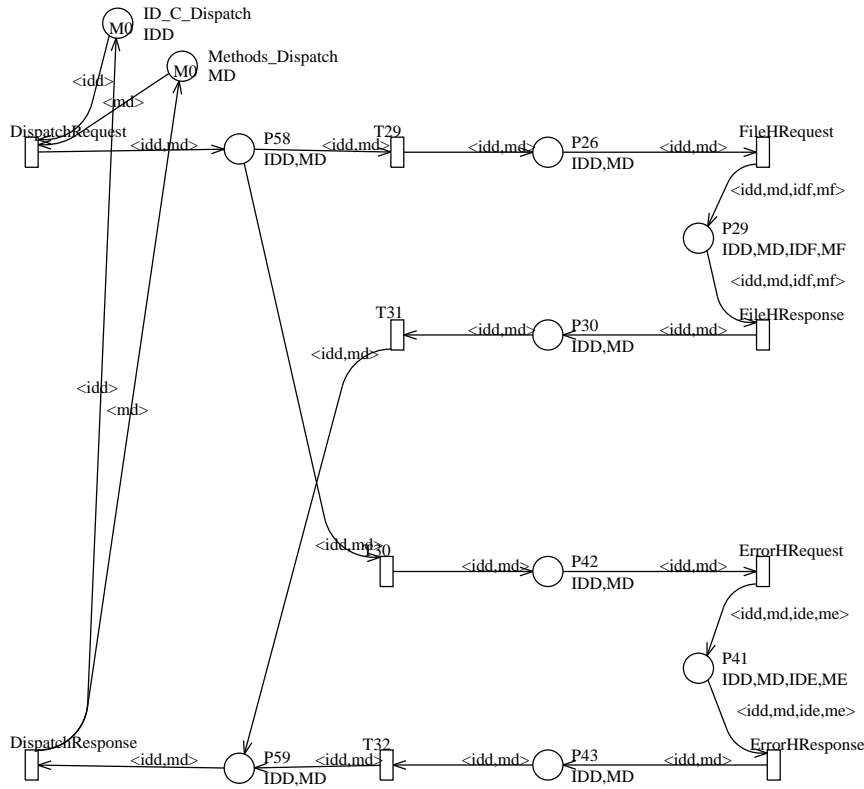 ID_C_Dispatch
M0
IDD
Methods_Dispatch
M0
MD
<idd>
<md>
DispatchRequest
T29
FileHRequest
<idd,md>
P58
<idd,md>
<idd,md>
P26
<idd,md>
IDD,MD
IDD,MD
<idd,md,idf,mf>
P29
IDD,MD,IDF,MF
<idd,md,idf,mf>
T31
FileHResponse
<idd,md>
P30
<idd,md>
IDD,MD
<idd,md>
<idd>
<md>
<idd,md>
T30
ErrorHRequest
<idd,md>
P42
<idd,md>
IDD,MD
<idd,md,ide,me>
P41
IDD,MD,IDE,ME
<idd,md,ide,me>
DispatchResponse
T32
ErrorHResponse
<idd,md>
P59
<idd,md>
<idd,md>
P43
<idd,md>
IDD,MD
IDD,MD